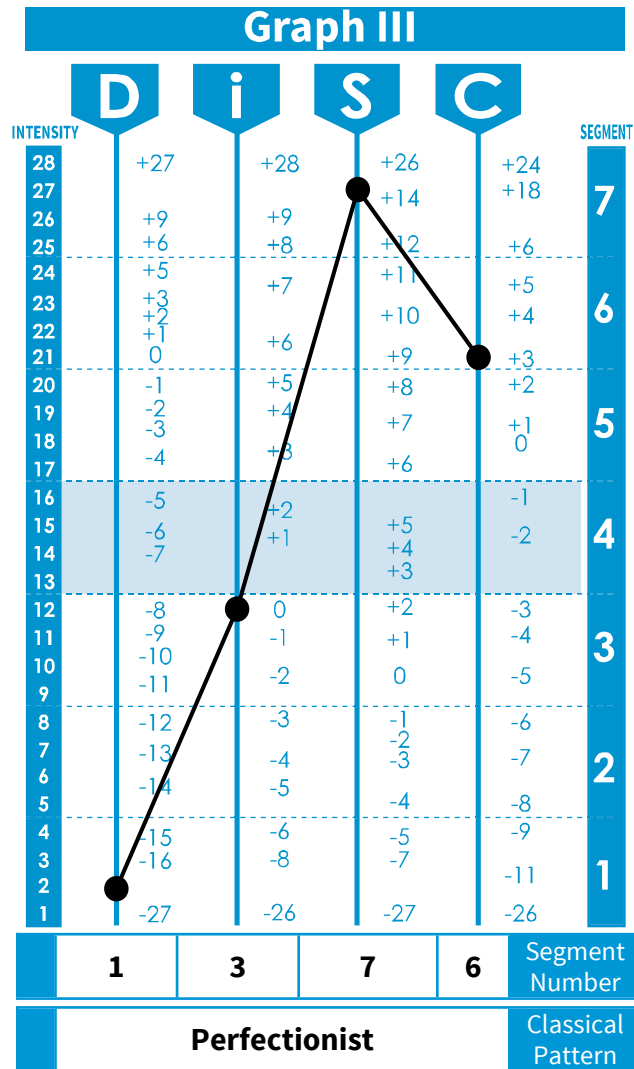 Graph III
D i S C
INTENSITY SEGMENT
28 +27 +28 +26 +24
27 +14 +18 7
26 +9 +9
25 +6 +8 +12 +6
24 +5 +7 +11 +5
23 +3 +10 +4 6
+2
22 +1 +6
21 0 +9 +3
20 -1 +5 +8 +2
19 -2 +4 +7 +1 5
18 -3 0
17 -4 +3 +6
16 -5 +2 -1
15 -6 +1 +5 -2 4
14 -7 +4
13 +3
12 -8 0 +2 -3
11 -9 -1 +1 -4 3
10 -10 -2 0 -5
9 -11
8 -12 -3 -1 -6
-2
7 -13 -4 -3 -7 2
6 -14 -5
5 -4 -8
4 -15 -6 -5 -9
3 -16 -8 -7 1
2 -11
1 -27 -26 -27 -26
1 3 7 6 Segment
Number
Perfectionist Classical
Pattern